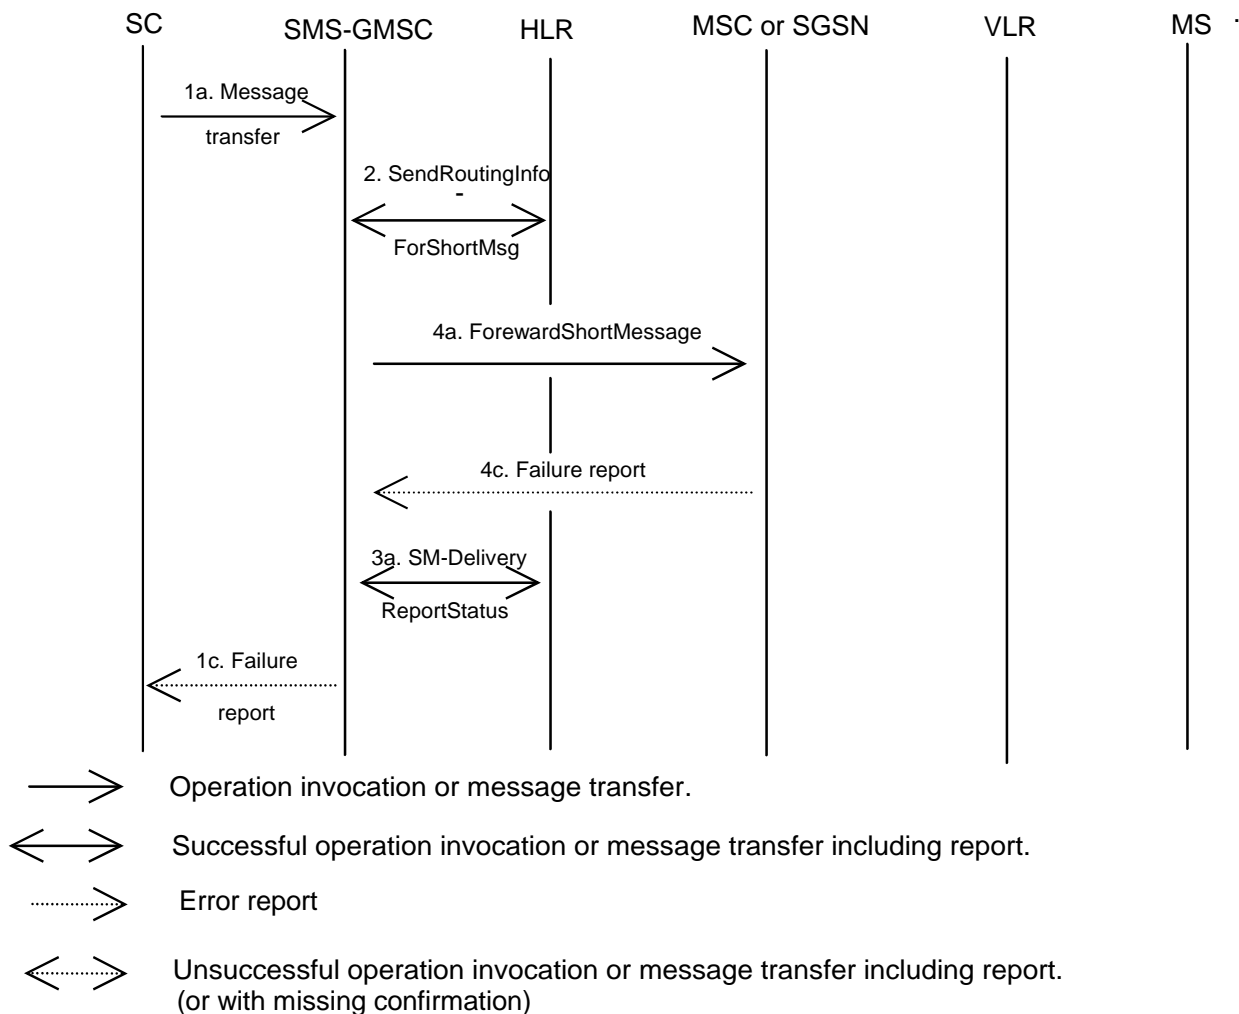 SC SMS-GMSC HLR MSC or SGSN VLR MS .
1a. Message
transfer
2. SendRoutingInfo
-
ForShortMsg
4a. ForewardShortMessage
4c. Failure report
3a. SM-Delivery
ReportStatus
1c. Failure
report
Operation invocation or message transfer.
Successful operation invocation or message transfer including report.
Error report
Unsuccessful operation invocation or message transfer including report.
(or with missing confirmation)